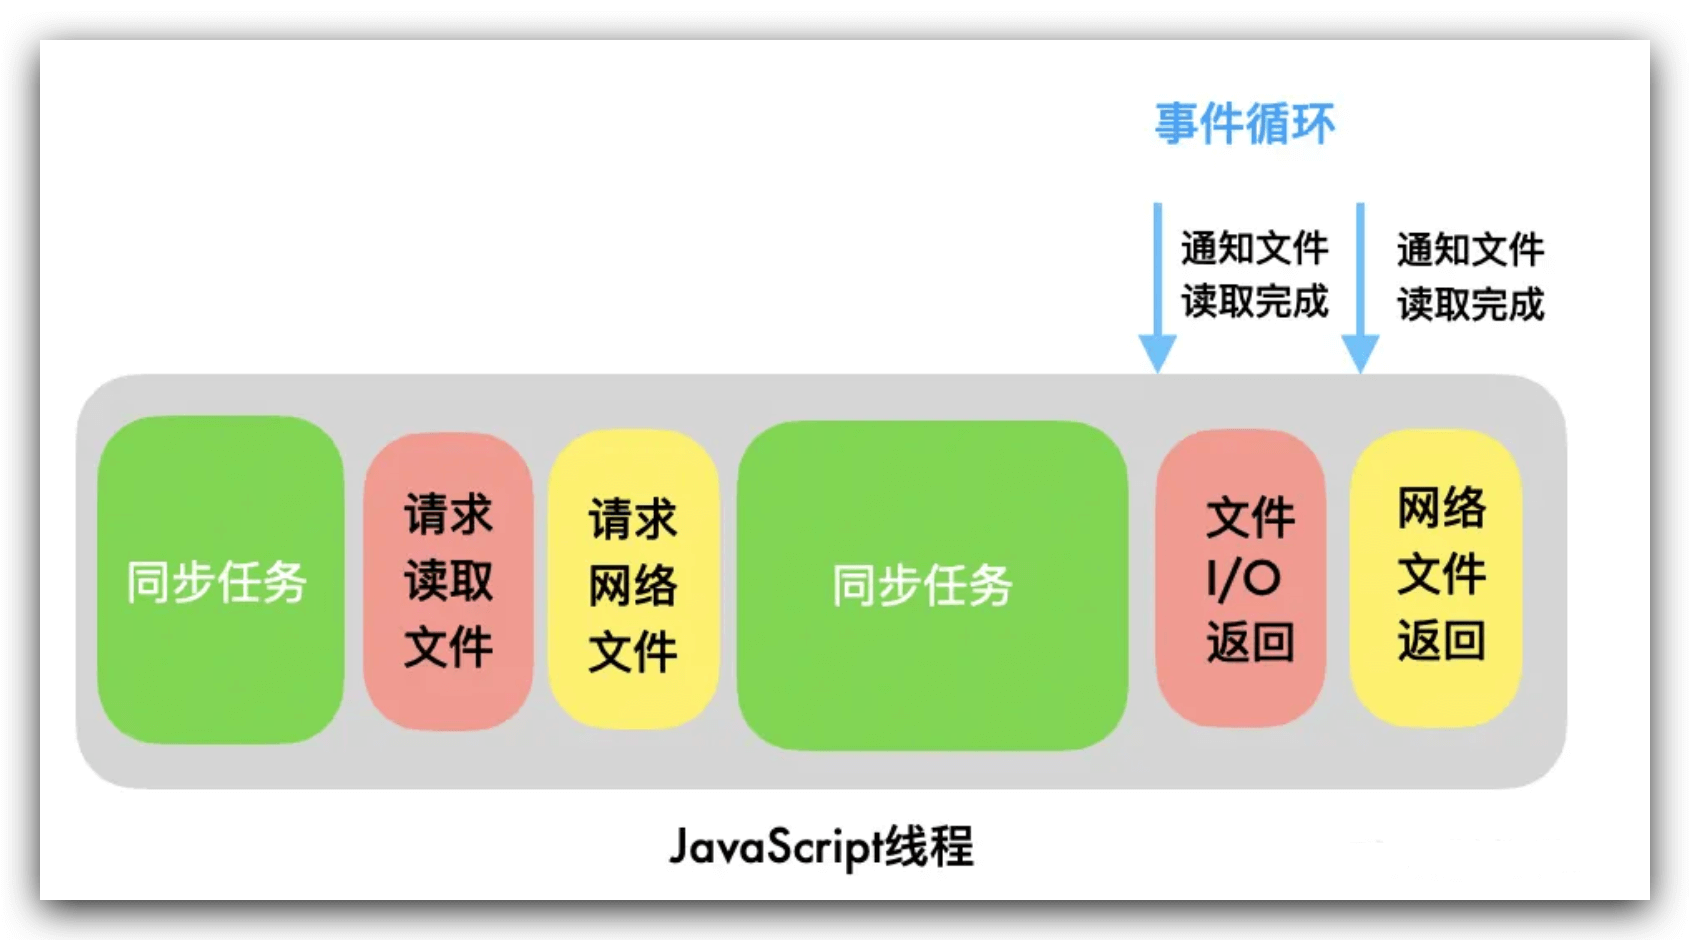 事件循环
通知文件
读取完成
通知文件
读取完成
同步任务
请求
读取
文件
请求
网络
文件
同步任务
文件
I/O
返回
网络
文件
返回
JavaScript线程